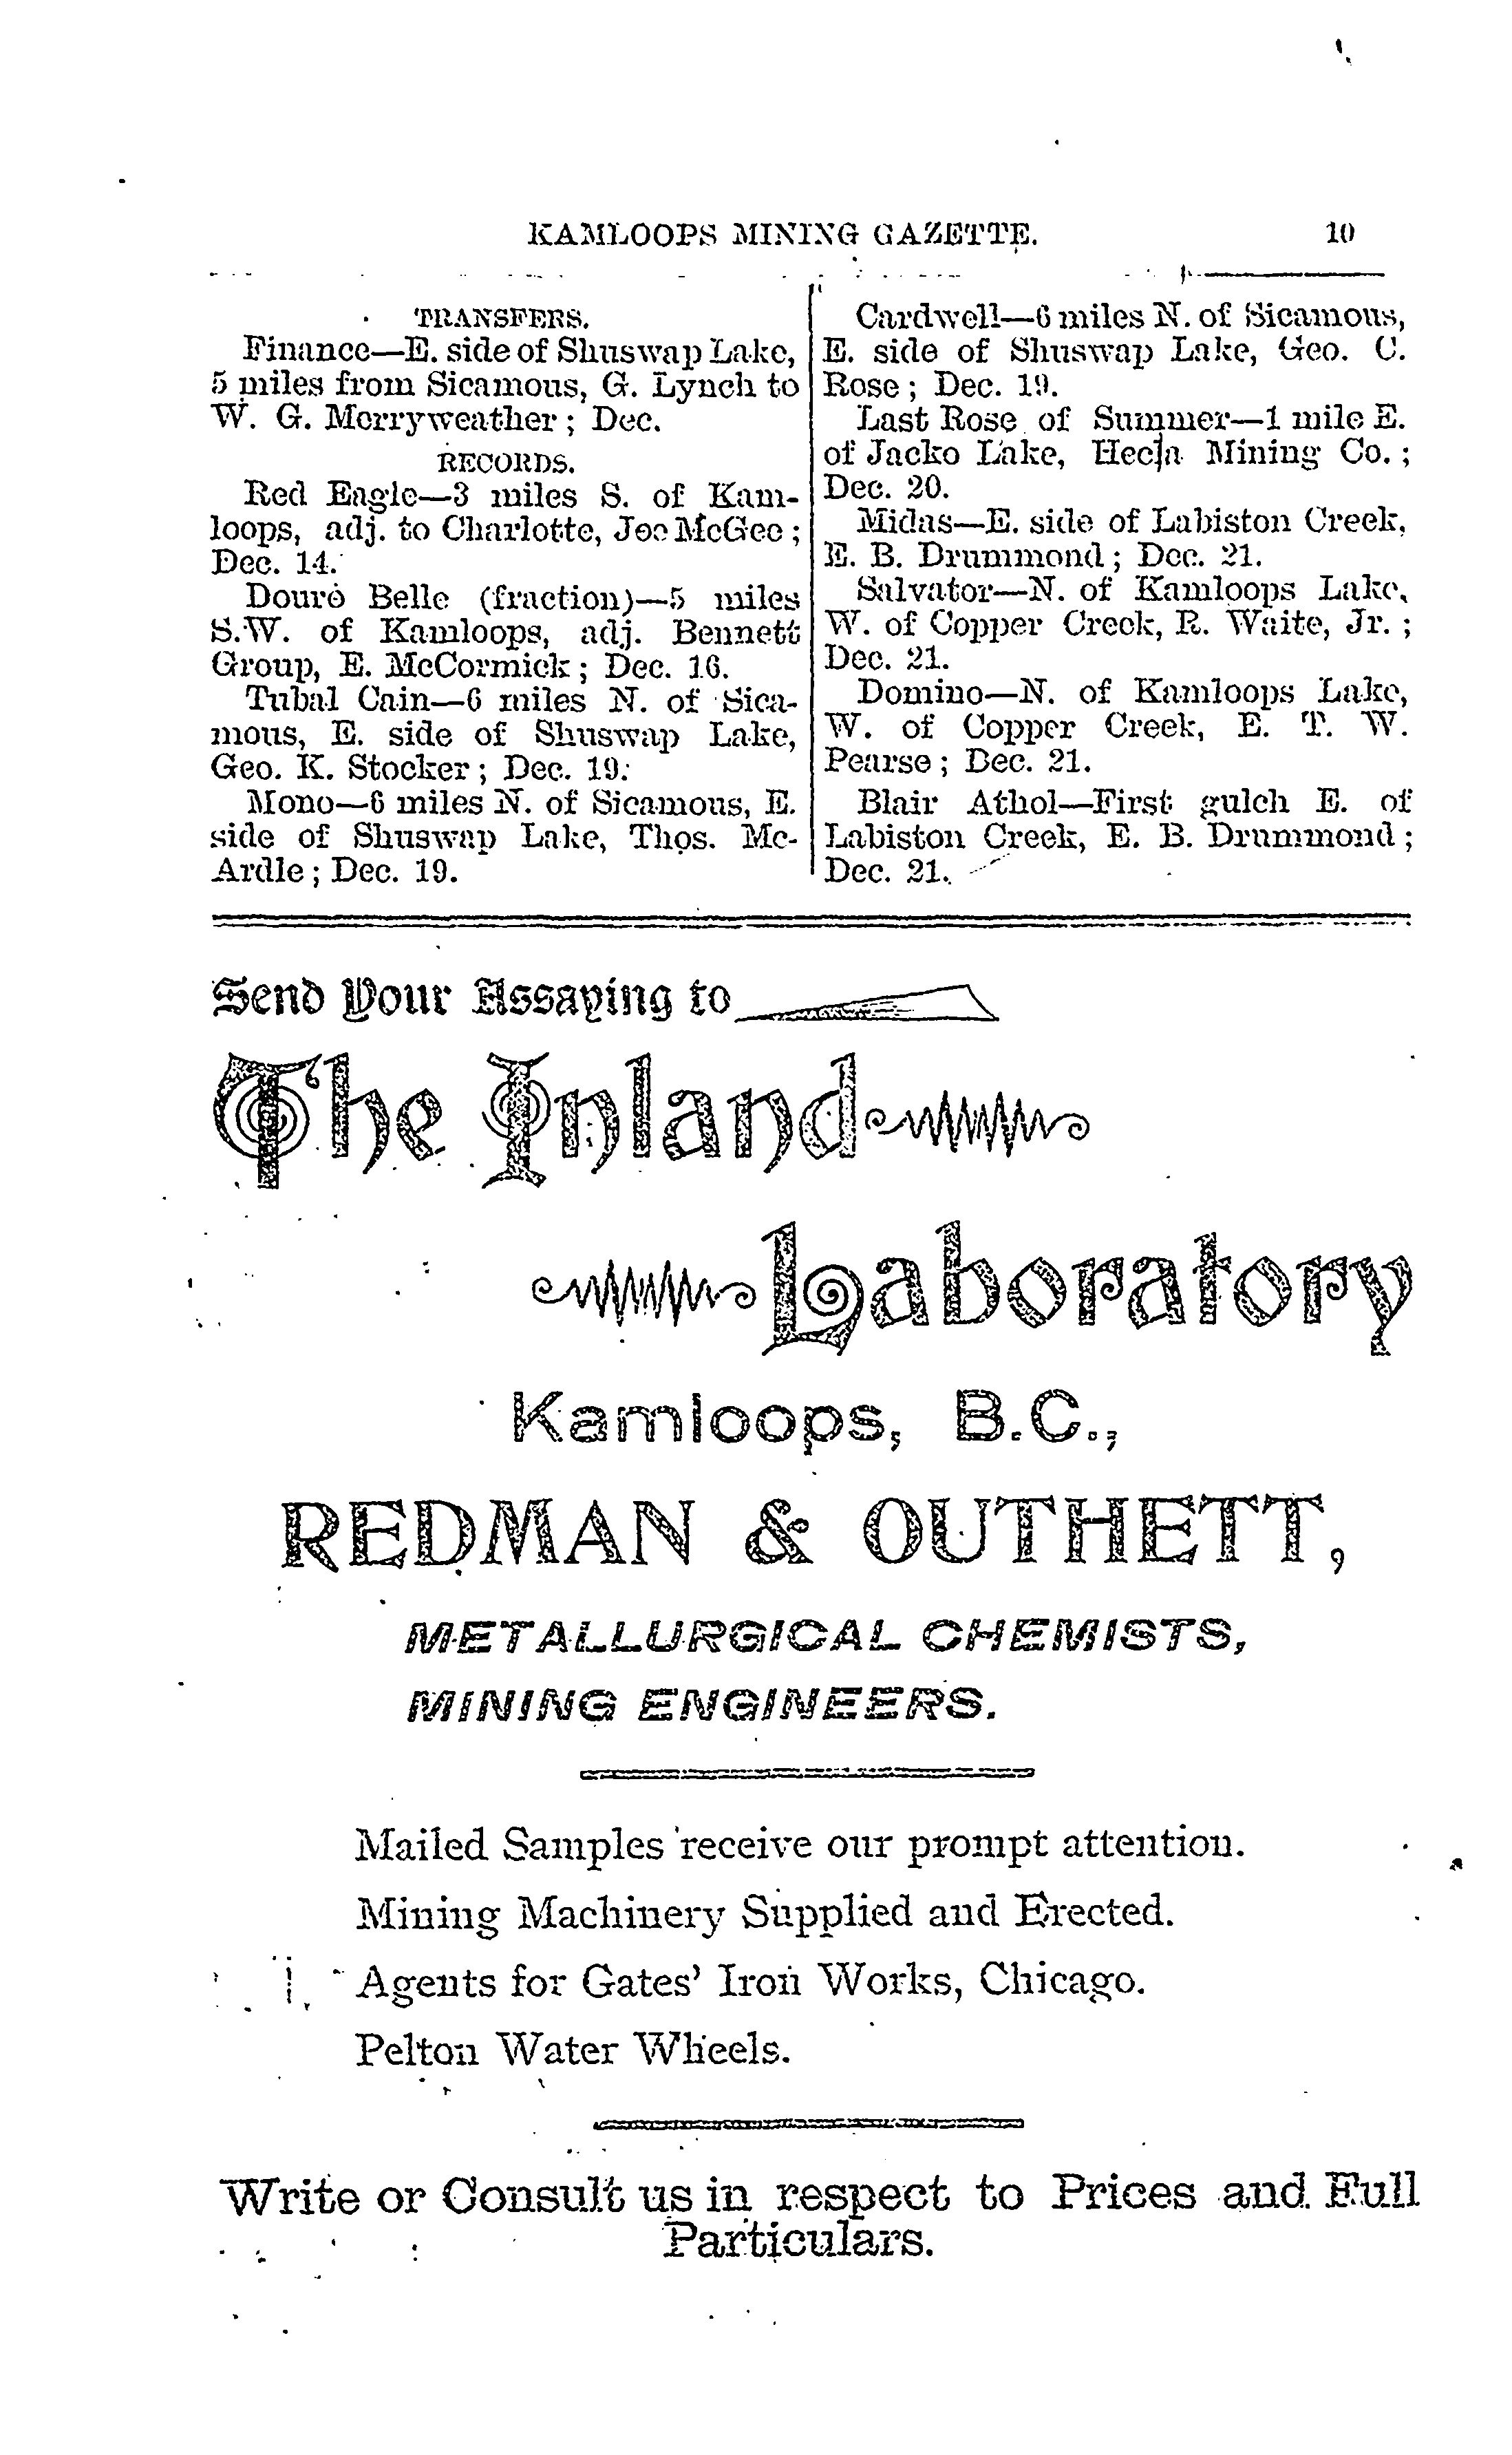 KAMLOOPS MINING GAZETTE. 10
TRANSFERS.
Finance—E. side of Shuswap Lake,
5 miles from Sicamous, G. Lynch to
W. G. Merryweather; Dec.
RECORDS.
Red Eagle—3 miles S. of Kam-
loops, adj. to Charlotte, Joe McGee;
Dec. 14.
Douro Belle (fraction)—5 miles
S.W. of Kamloops, adj. Bennett
Group, E. McCormick; Dec. 16.
Tubal Cain—6 miles N. of Sica-
mous, E. side of Shuswap Lake,
Geo. K. Stocker; Dec. 19.
Mono—6 miles N. of Sicamous, E.
side of Shuswap Lake, Thos. Mc-
Ardle; Dec. 19.
Cardwell—6 miles N. of Sicamous,
E. side of Shuswap Lake, Geo. C.
Rose; Dec. 19.
Last Rose of Summer—1 mile E.
of Jacko Lake, Hecla Mining Co.;
Dec. 20.
Midas—E. side of Labiston Creek,
E. B. Drummond; Dec. 21.
Salvator—N. of Kamloops Lake,
W. of Copper Creek, R. Waite, Jr.;
Dec. 21.
Domino—N. of Kamloops Lake,
W. of Copper Creek, E. T. W.
Pearse; Dec. 21.
Blair Athol—First gulch E. of
Labiston Creek, E. B. Drummond;
Dec. 21.
Send Your Assaying to
The Inland
Laboratory
Kamloops, B.C.,
REDMAN & OUTHETT,
METALLURGICAL CHEMISTS,
MINING ENGINEERS.
Mailed Samples receive our prompt attention.
Mining Machinery Supplied and Erected.
Agents for Gates' Iron Works, Chicago.
Pelton Water Wheels.
Write or Consult us in respect to Prices and Full
Particulars.